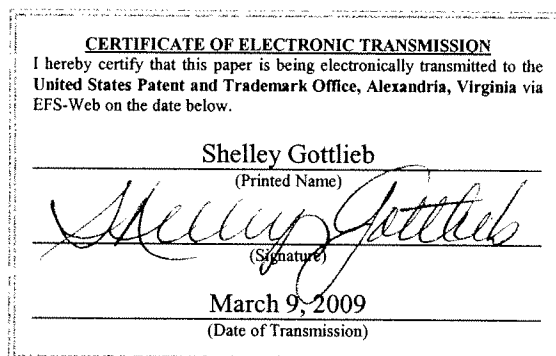 CERTIFICATE OF ELECTRONIC TRANSMISSION
I hereby certify that this paper is being electronically transmitted to the
United States Patent and Trademark Office, Alexandria, Virginia via
EFS-Web on the date below.
Shelley Gottlieb
(Printed Name)
Shelley Gottlieb
(Signature)
March 9, 2009
(Date of Transmission)